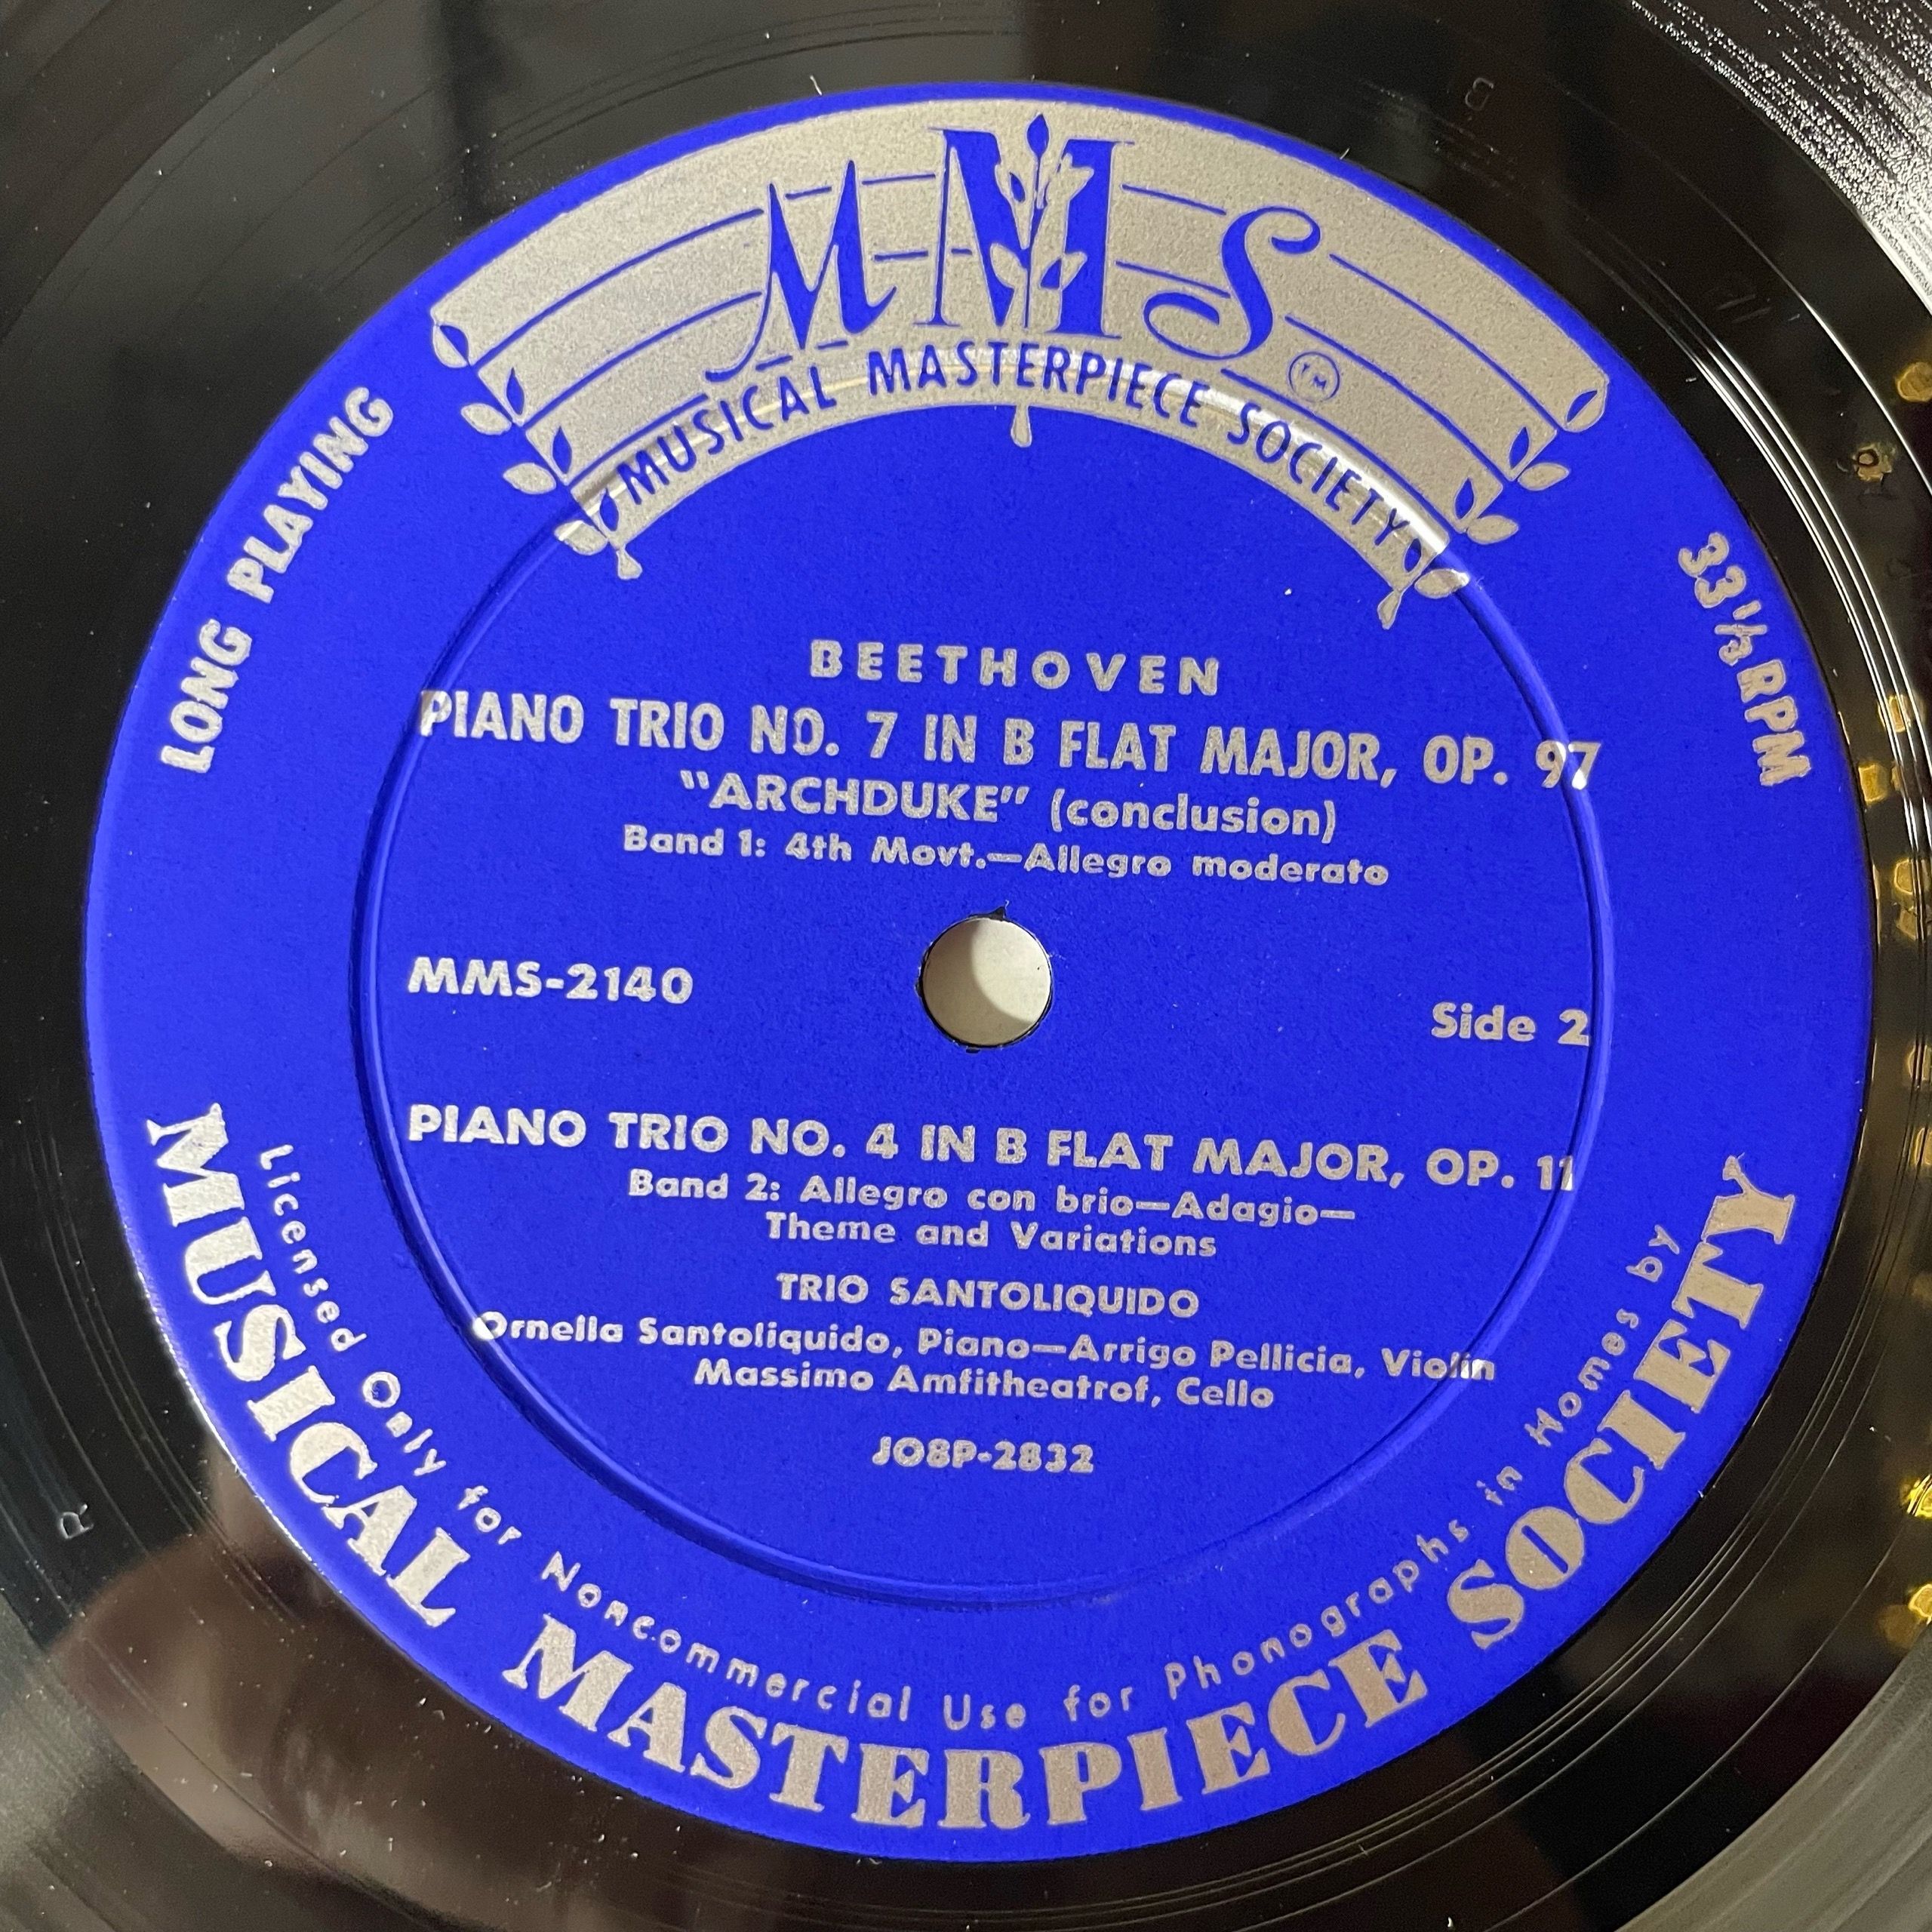 MMS
TM
MUSICAL MASTERPIECE SOCIETY
LONG PLAYING
33 1/3 RPM
BEETHOVEN
PIANO TRIO NO. 7 IN B FLAT MAJOR, OP. 97
"ARCHDUKE" (conclusion)
Band 1: 4th Movt.—Allegro moderato
MMS-2140
Side 2
PIANO TRIO NO. 4 IN B FLAT MAJOR, OP. 11
Band 2: Allegro con brio—Adagio—
Theme and Variations
TRIO SANTOLIQUIDO
Ornella Santoliquido, Piano—Arrigo Pellicia, Violin
Massimo Amfitheatrof, Cello
JO8P-2832
Licensed Only for Noncommercial Use for Phonographs in Homes by
MUSICAL MASTERPIECE SOCIETY
R